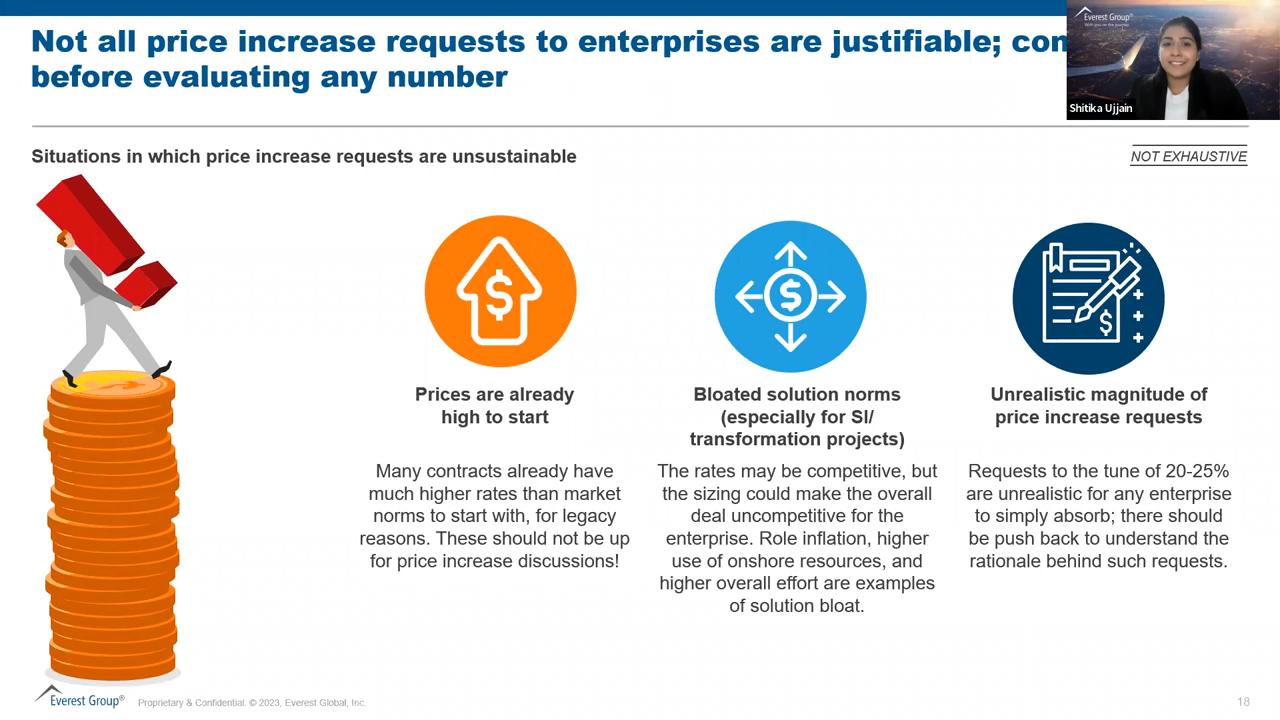 Not all price increase requests to enterprises are justifiable;
before evaluating any number
Everest Group®
With you on the journey
Shitika Ujjain
Situations in which price increase requests are unsustainable
NOT EXHAUSTIVE
Prices are already
high to start
Many contracts already have
much higher rates than market
norms to start with, for legacy
reasons. These should not be up
for price increase discussions!
Bloated solution norms
(especially for SI/
transformation projects)
The rates may be competitive, but
the sizing could make the overall
deal uncompetitive for the
enterprise. Role inflation, higher
use of onshore resources, and
higher overall effort are examples
of solution bloat.
Unrealistic magnitude of
price increase requests
Requests to the tune of 20-25%
are unrealistic for any enterprise
to simply absorb; there should
be push back to understand the
rationale behind such requests.
Everest Group®
Proprietary & Confidential. © 2023, Everest Global, Inc.
18